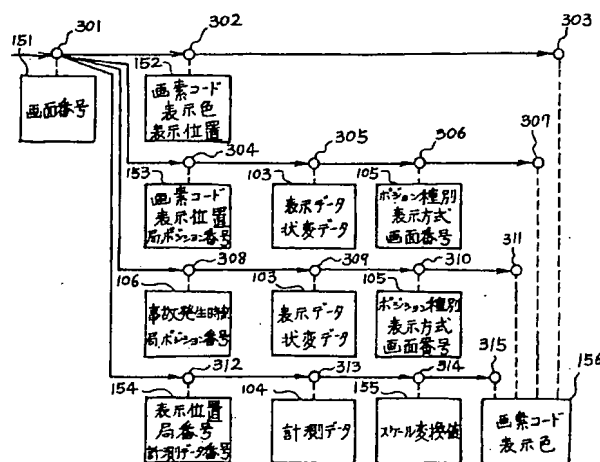 301
302
303
151
152
画面番号
画素コード
表示色
表示位置
304
305
306
307
153
103
105
画素コード
表示位置
局ポジション番号
表示データ
状変データ
ポジション種別
表示方式
画面番号
308
309
310
311
106
103
105
事故発生時刻
局ポジション番号
表示データ
状変データ
ポジション種別
表示方式
画面番号
312
313
314
315
154
104
155
156
表示位置
局番号
計測データ番号
計測データ
スケール変換値
画素コード
表示色